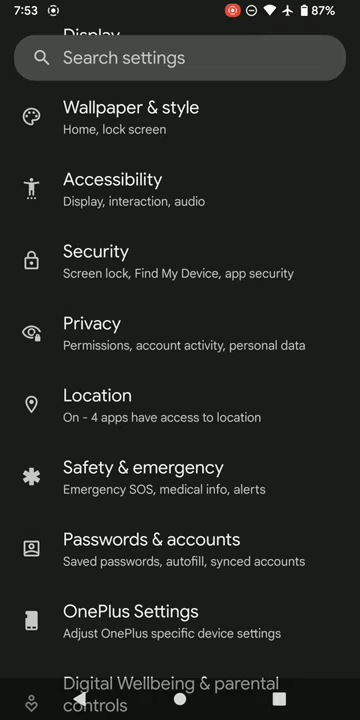 7:53
87%
Display
Search settings
Wallpaper & style
Home, lock screen
Accessibility
Display, interaction, audio
Security
Screen lock, Find My Device, app security
Privacy
Permissions, account activity, personal data
Location
On - 4 apps have access to location
Safety & emergency
Emergency SOS, medical info, alerts
Passwords & accounts
Saved passwords, autofill, synced accounts
OnePlus Settings
Adjust OnePlus specific device settings
Digital Wellbeing & parental
controls